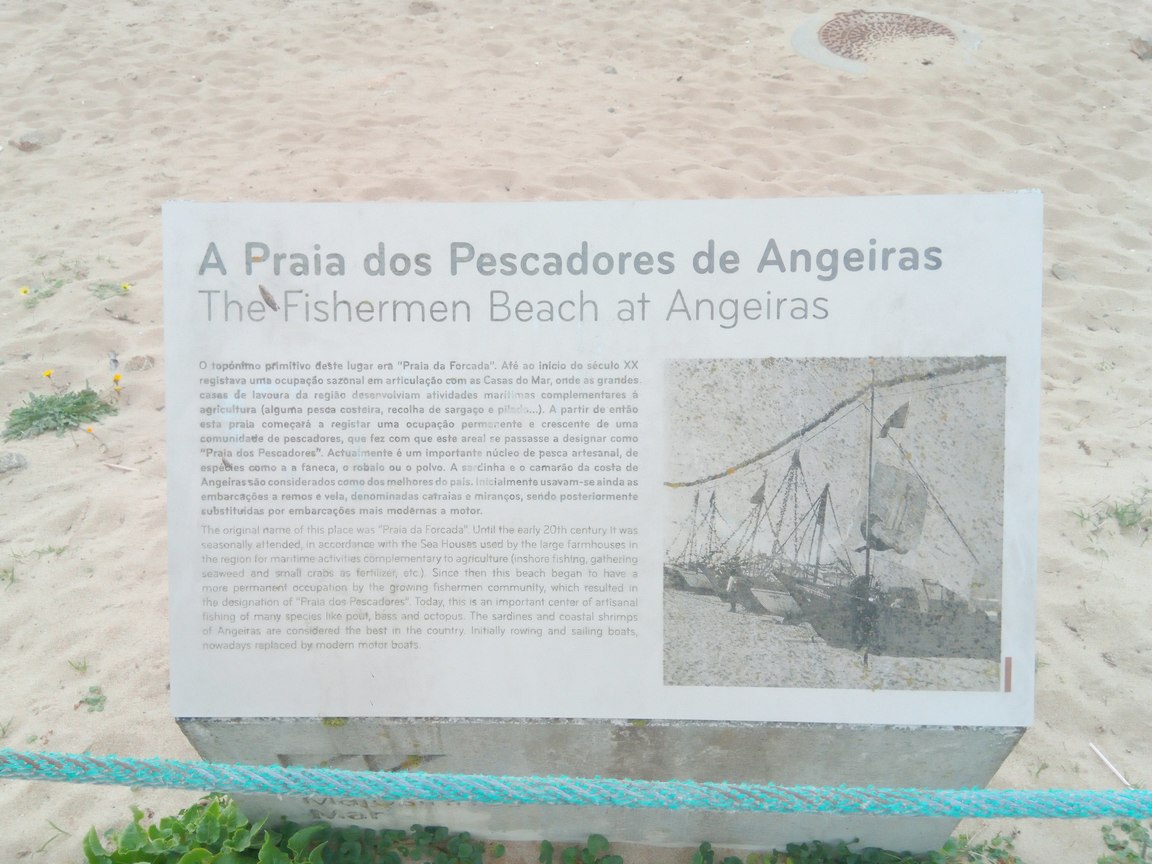 A Praia dos Pescadores de Angeiras
The Fishermen Beach at Angeiras
O topónimo primitivo deste lugar era "Praia da Forcada". Até ao início do século XX
registava uma ocupação sazonal em articulação com as Casas do Mar, onde as grandes
casas de lavoura da região desenvolviam atividades marítimas complementares à
agricultura (alguma pesca costeira, recolha de sargaço e pilado...). A partir de então
esta praia começará a registar uma ocupação permanente e crescente de uma
comunidade de pescadores, que fez com que este areal se passasse a designar como
"Praia dos Pescadores". Actualmente é um importante núcleo de pesca artesanal, de
espécies como a a faneca, o robalo ou o polvo. A sardinha e o camarão da costa de
Angeiras são considerados como dos melhores do país. Inicialmente usavam-se ainda as
embarcações a remos e vela, denominadas catraias e miranços, sendo posteriormente
substituídas por embarcações mais modernas a motor.
The original name of this place was "Praia da Forcada". Until the early 20th century it was
seasonally attended, in accordance with the Sea Houses used by the large farmhouses in
the region for maritime activities complementary to agriculture (inshore fishing, gathering
seaweed and small crabs as fertilizer, etc.). Since then this beach began to have a
more permanent occupation by the growing fishermen community, which resulted in
the designation of "Praia dos Pescadores". Today, this is an important center of artisanal
fishing of many species like pout, bass and octopus. The sardines and coastal shrimps
of Angeiras are considered the best in the country. Initially rowing and sailing boats,
nowadays replaced by modern motor boats.
Mar